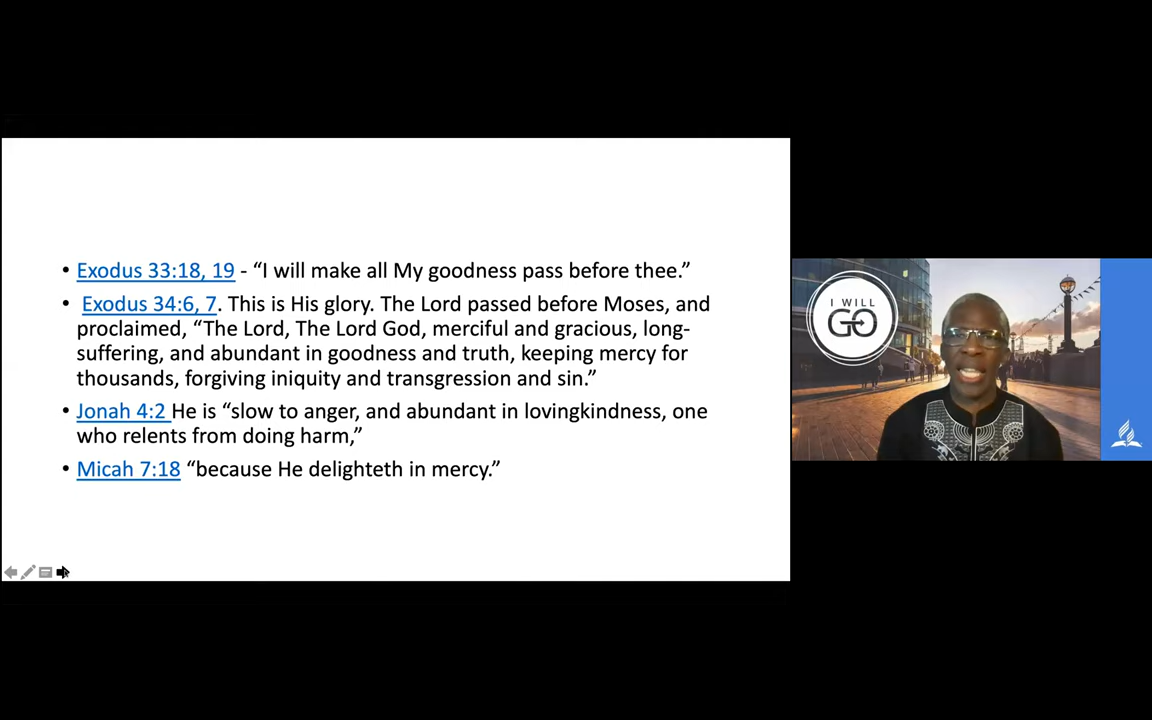 • Exodus 33:18, 19 - “I will make all My goodness pass before thee.”
• Exodus 34:6, 7. This is His glory. The Lord passed before Moses, and
proclaimed, “The Lord, The Lord God, merciful and gracious, long-
suffering, and abundant in goodness and truth, keeping mercy for
thousands, forgiving iniquity and transgression and sin.”
• Jonah 4:2 He is “slow to anger, and abundant in lovingkindness, one
who relents from doing harm,”
• Micah 7:18 “because He delighteth in mercy.”
I WILL
GO